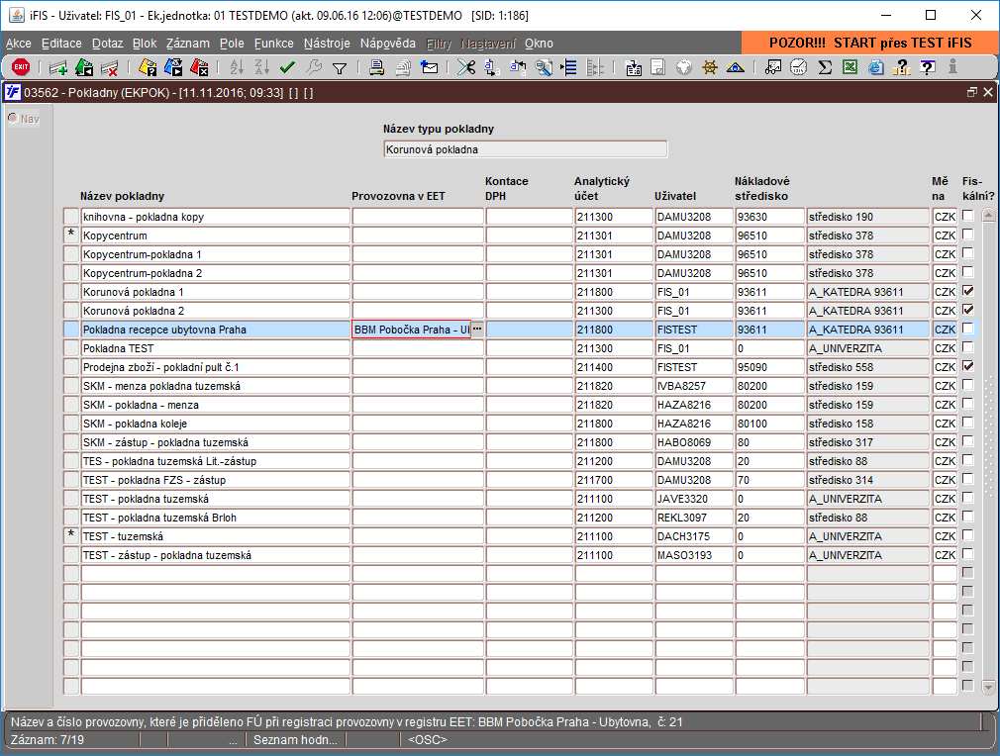 iFIS - Uživatel: FIS_01 - Ek.jednotka: 01 TESTDEMO (akt. 09.06.16 12:06)@TESTDEMO [SID: 1:186]
Akce Editace Dotaz Blok Záznam Pole Funkce Nástroje Nápověda Filtry Nastavení Okno
POZOR!!! START přes TEST iFIS
EXIT
03562 - Pokladny (EKPOK) - [11.11.2016; 09:33] [ ] [ ]
Nav
Název typu pokladny
Korunová pokladna
Název pokladny Provozovna v EET Kontace DPH Analytický účet Uživatel Nákladové středisko Mě na Fis- kální?
knihovna - pokladna kopy 211300 DAMU3208 93630 středisko 190 CZK
* Kopycentrum 211301 DAMU3208 96510 středisko 378 CZK
Kopycentrum-pokladna 1 211301 DAMU3208 96510 středisko 378 CZK
Kopycentrum-pokladna 2 211301 DAMU3208 96510 středisko 378 CZK
Korunová pokladna 1 211800 FIS_01 93611 A_KATEDRA 93611 CZK
Korunová pokladna 2 211300 FIS_01 93611 A_KATEDRA 93611 CZK
Pokladna recepce ubytovna Praha BBM Pobočka Praha - Ul ... 211800 FISTEST 93611 A_KATEDRA 93611 CZK
Pokladna TEST 211300 FIS_01 0 A_UNIVERZITA CZK
Prodejna zboží - pokladní pult č.1 211400 FISTEST 95090 středisko 558 CZK
SKM - menza pokladna tuzemská 211820 IVBA8257 80200 středisko 159 CZK
SKM - pokladna - menza 211820 HAZA8216 80200 středisko 159 CZK
SKM - pokladna koleje 211800 HAZA8216 80100 středisko 158 CZK
SKM - zástup - pokladna tuzemská 211800 HABO8069 80 středisko 317 CZK
TES - pokladna tuzemská Lit.-zástup 211200 DAMU3208 20 středisko 88 CZK
TEST - pokladna FZS - zástup 211700 DAMU3208 70 středisko 314 CZK
TEST - pokladna tuzemská 211100 JAVE3320 0 A_UNIVERZITA CZK
TEST - pokladna tuzemská Brloh 211200 REKL3097 20 středisko 88 CZK
* TEST - tuzemská 211100 DACH3175 0 A_UNIVERZITA CZK
TEST - zástup - pokladna tuzemská 211100 MASO3193 0 A_UNIVERZITA CZK
Název a číslo provozovny, které je přiděleno FÚ při registraci provozovny v registru EET: BBM Pobočka Praha - Ubytovna, č: 21
Záznam: 7/19 ... Seznam hodn... <OSC>